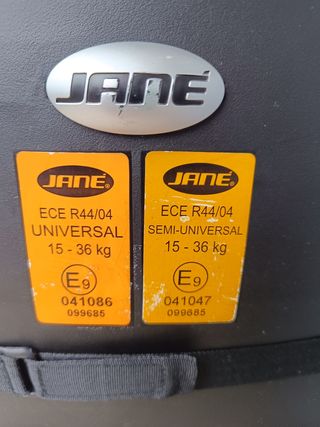 JANÉ
JANÉ®
ECE R44/04
UNIVERSAL
15 - 36 kg
E9
041086
099685
JANÉ®
ECE R44/04
SEMI-UNIVERSAL
15 - 36 kg
E9
041047
099685